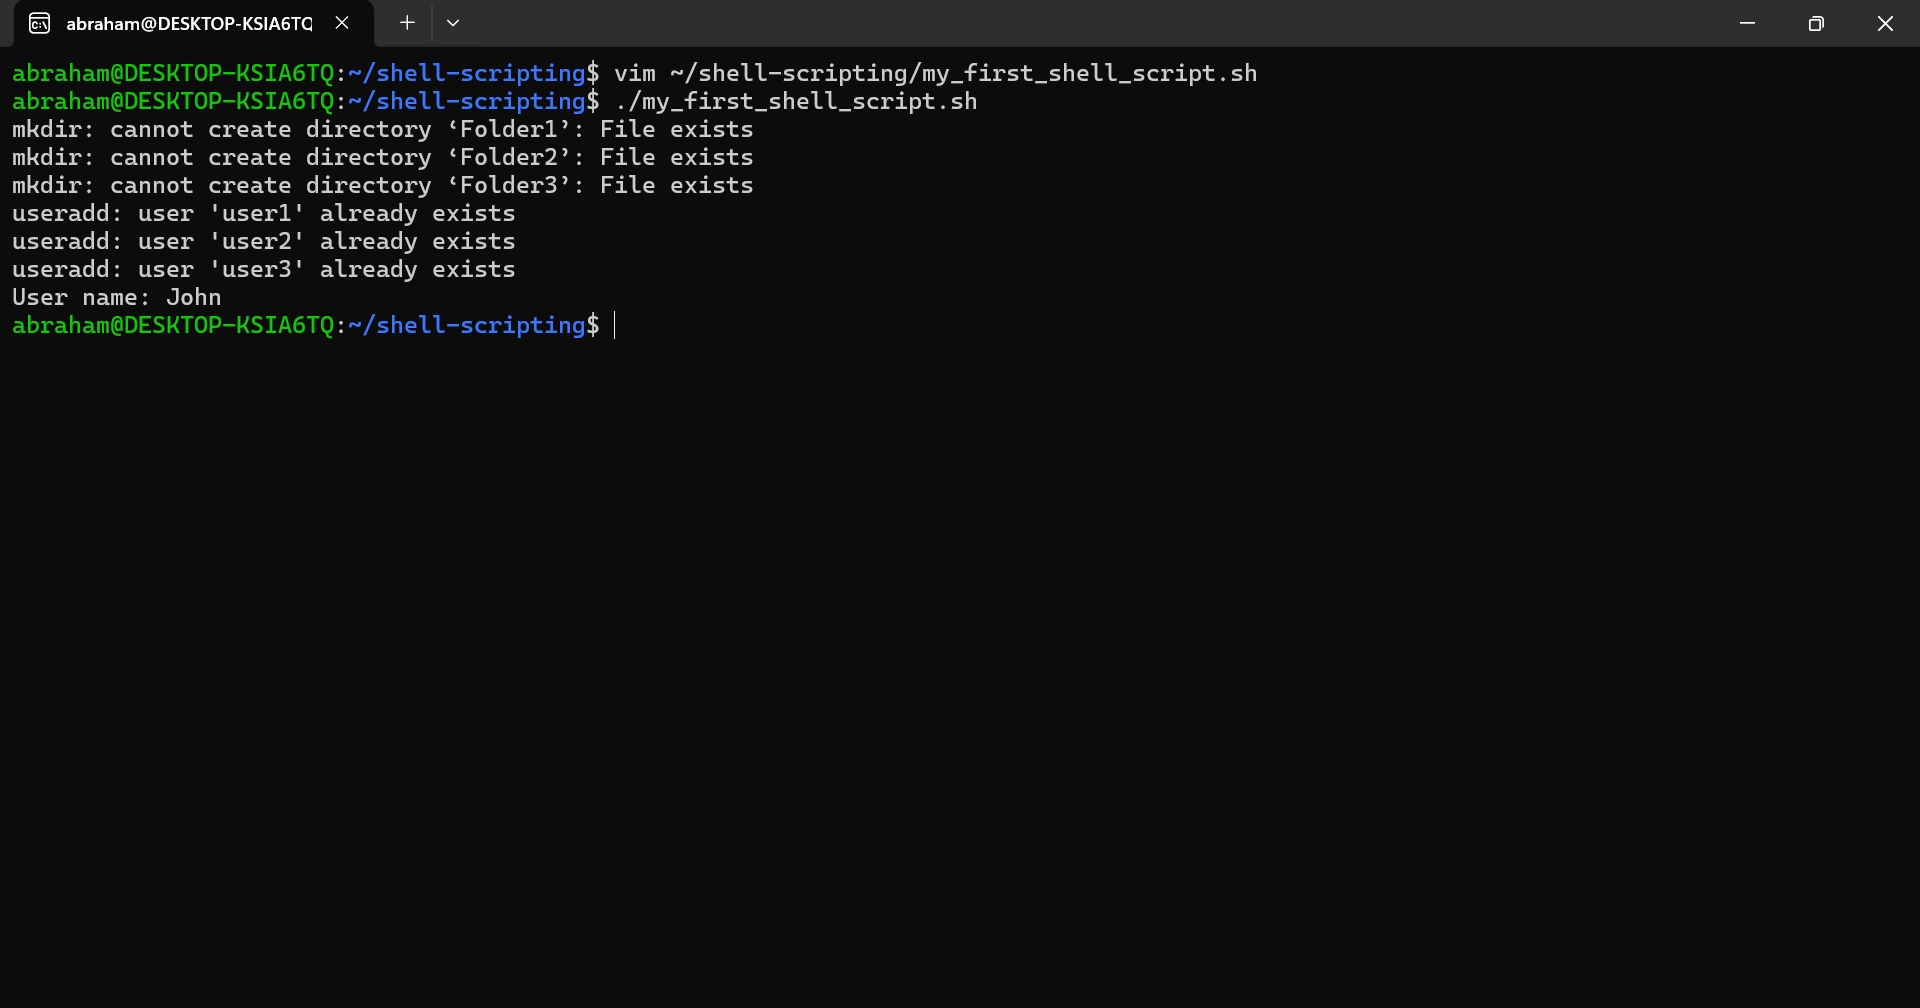 abraham@DESKTOP-KSIA6TQ
abraham@DESKTOP-KSIA6TQ:~/shell-scripting$ vim ~/shell-scripting/my_first_shell_script.sh
abraham@DESKTOP-KSIA6TQ:~/shell-scripting$ ./my_first_shell_script.sh
mkdir: cannot create directory ‘Folder1’: File exists
mkdir: cannot create directory ‘Folder2’: File exists
mkdir: cannot create directory ‘Folder3’: File exists
useradd: user 'user1' already exists
useradd: user 'user2' already exists
useradd: user 'user3' already exists
User name: John
abraham@DESKTOP-KSIA6TQ:~/shell-scripting$